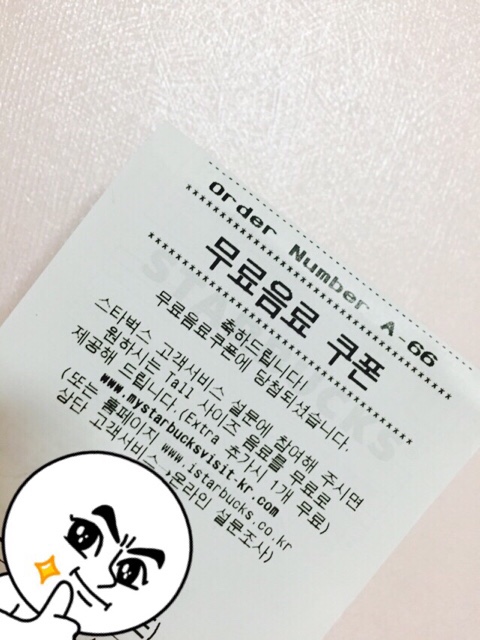 Order Number A-66
무료음료 쿠폰
STARBUCKS
축하드립니다!
무료음료쿠폰에 당첨되셨습니다.
스타벅스 고객서비스 설문에 참여해 주시면
원하시는 Tall 사이즈 음료를 무료로
제공해 드립니다.(Extra 추가시 1개 무료)
www.mystarbucksvisit-kr.com
(또는 홈페이지 www.istarbucks.co.kr
상단 고객서비스→온라인 설문조사)